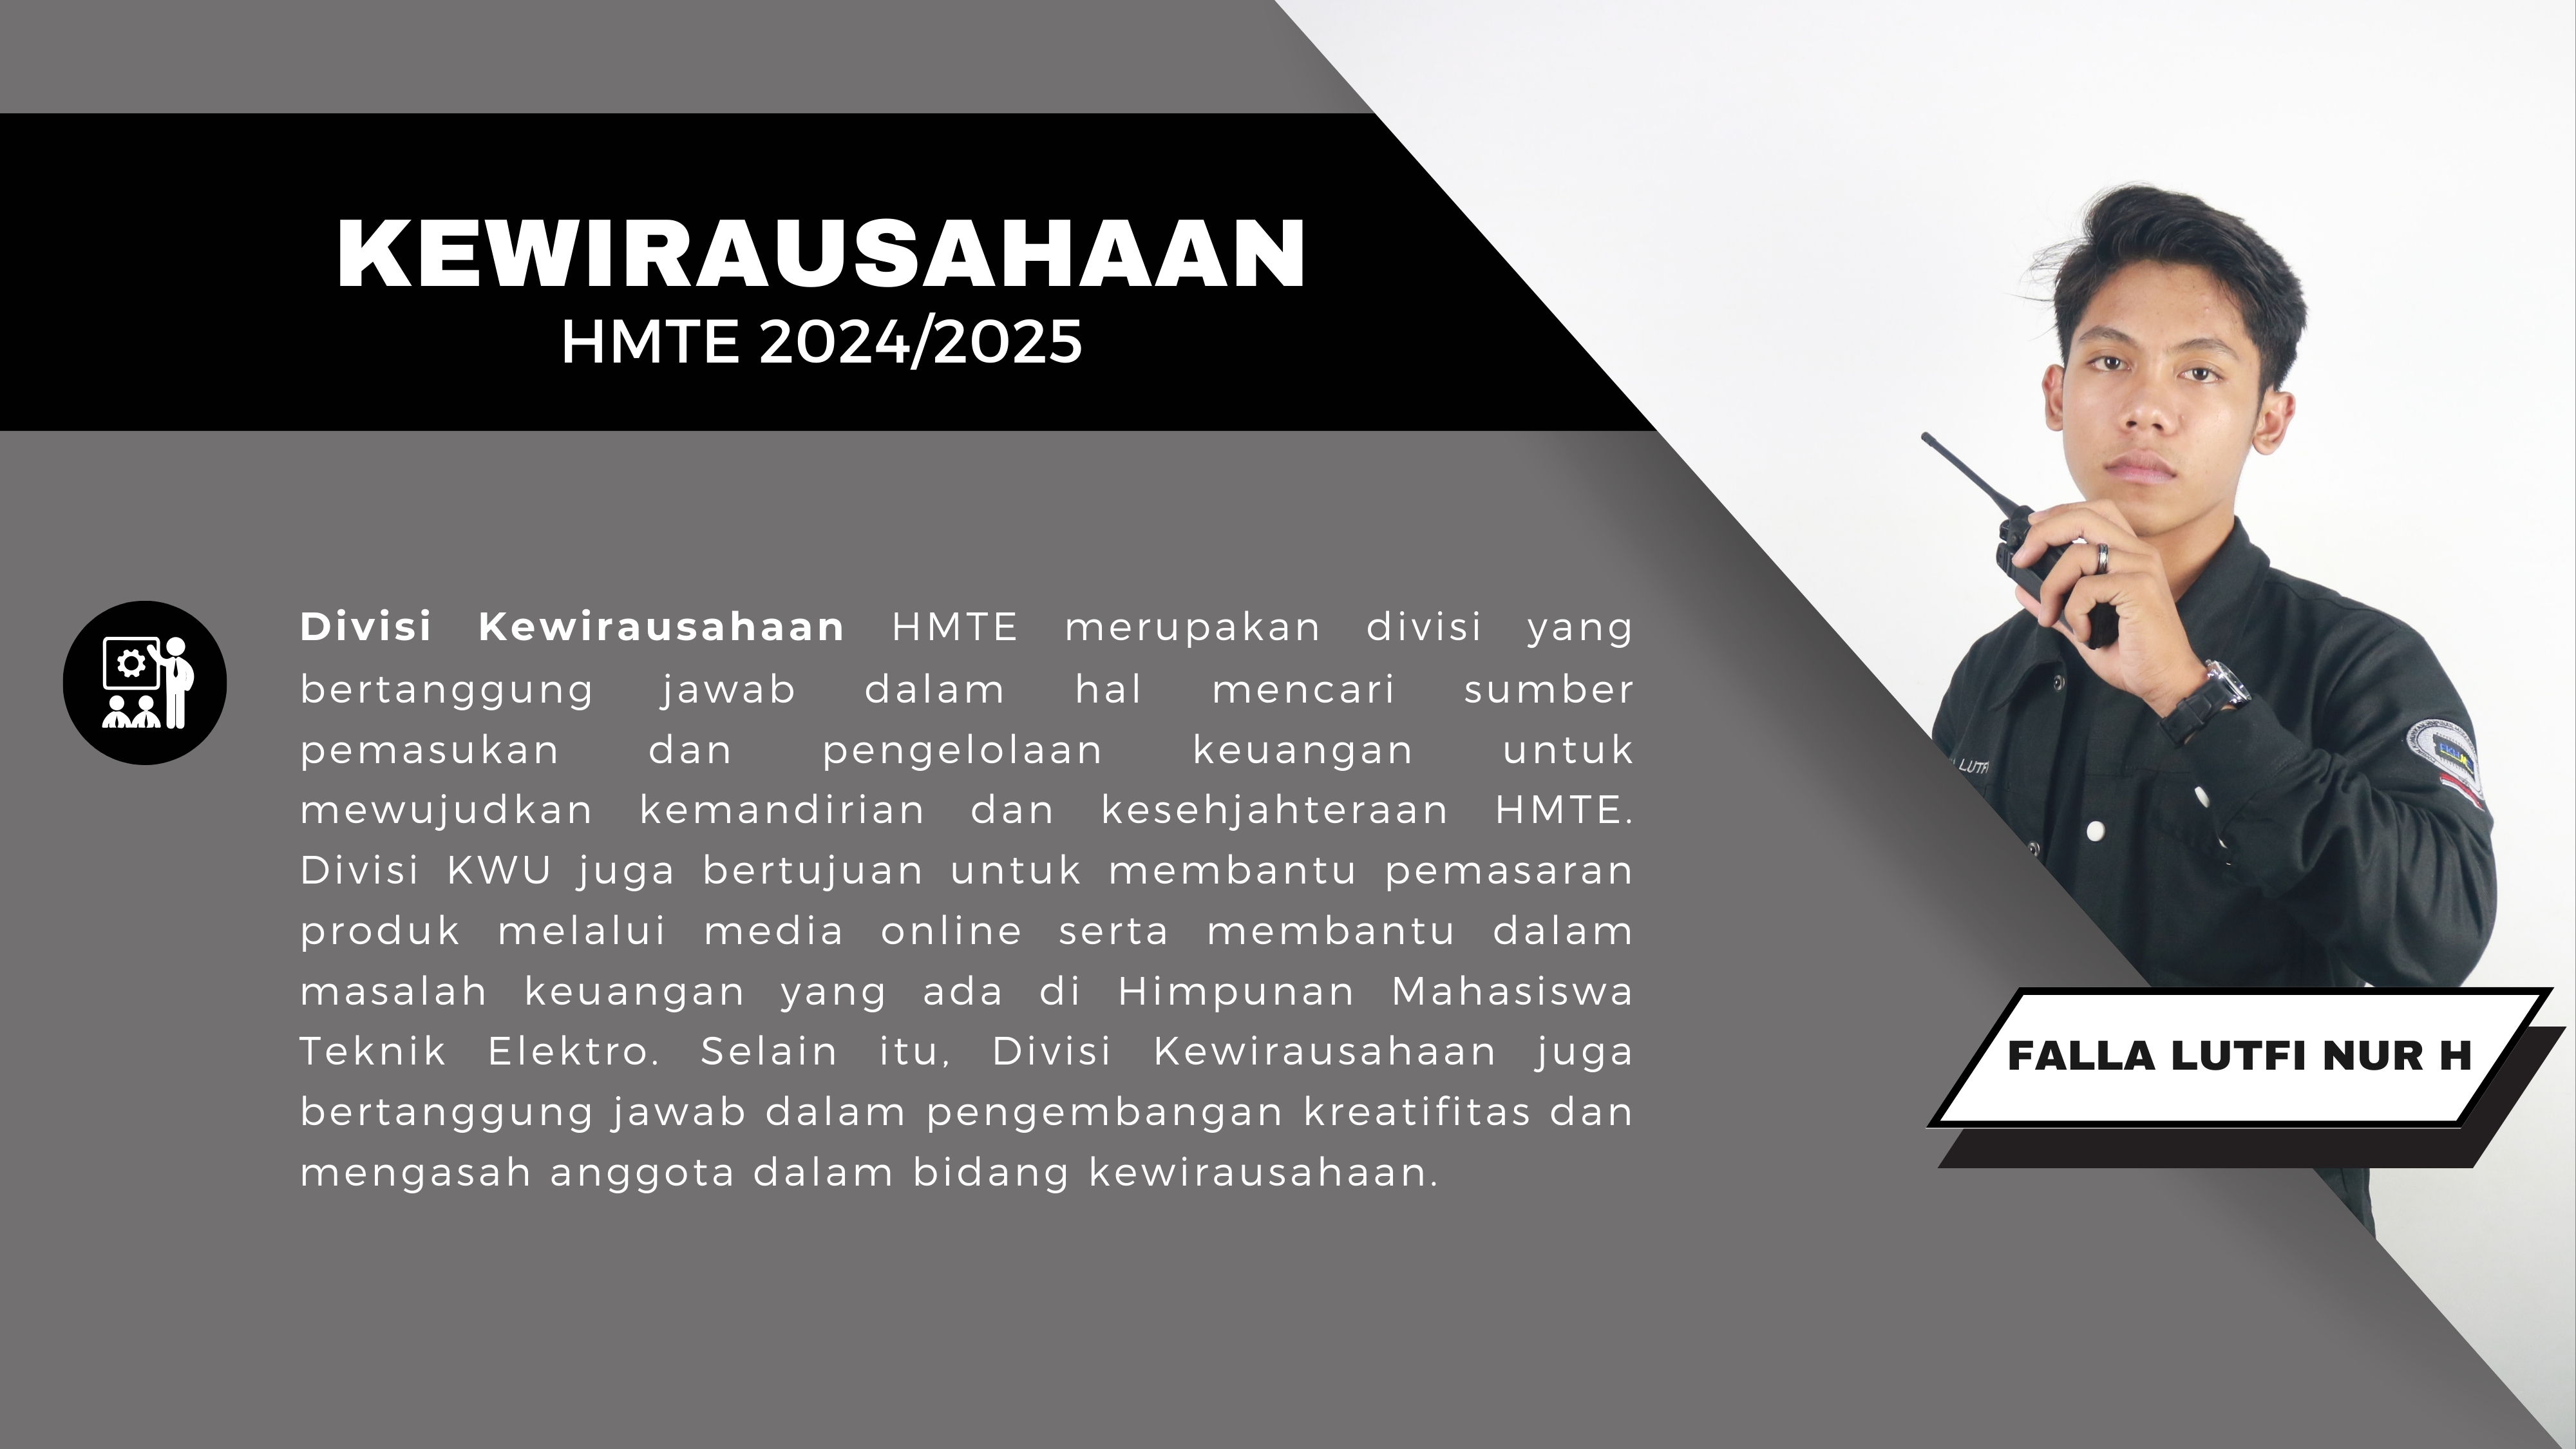 KEWIRAUSAHAAN
HMTE 2024/2025
Divisi Kewirausahaan HMTE merupakan divisi yang
bertanggung jawab dalam hal mencari sumber
pemasukan dan pengelolaan keuangan untuk
mewujudkan kemandirian dan kesehjahteraan HMTE.
Divisi KWU juga bertujuan untuk membantu pemasaran
produk melalui media online serta membantu dalam
masalah keuangan yang ada di Himpunan Mahasiswa
Teknik Elektro. Selain itu, Divisi Kewirausahaan juga
bertanggung jawab dalam pengembangan kreatifitas dan
mengasah anggota dalam bidang kewirausahaan.
LUTFI
FALLA LUTFI NUR H